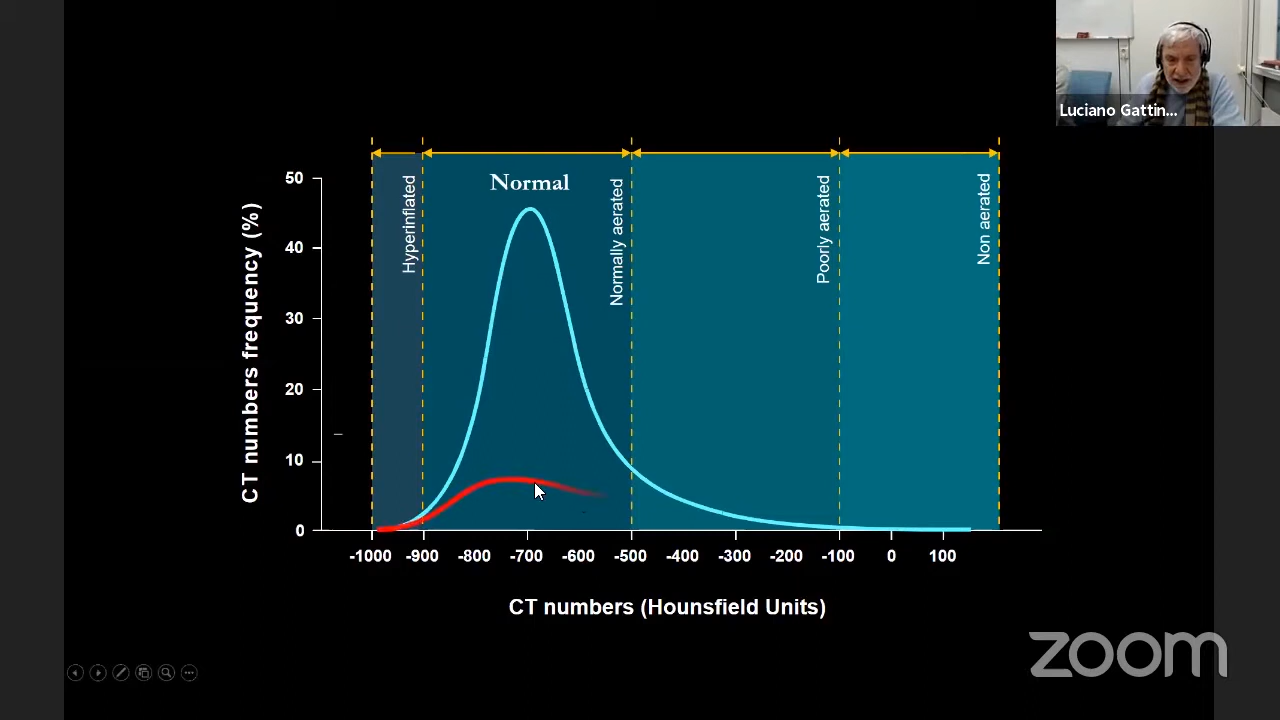 Luciano Gattin...
Normal
Hyperinflated
Normally aerated
Poorly aerated
Non aerated
CT numbers frequency (%)
50
40
30
20
10
0
-1000 -900 -800 -700 -600 -500 -400 -300 -200 -100 0 100
CT numbers (Hounsfield Units)
zoom